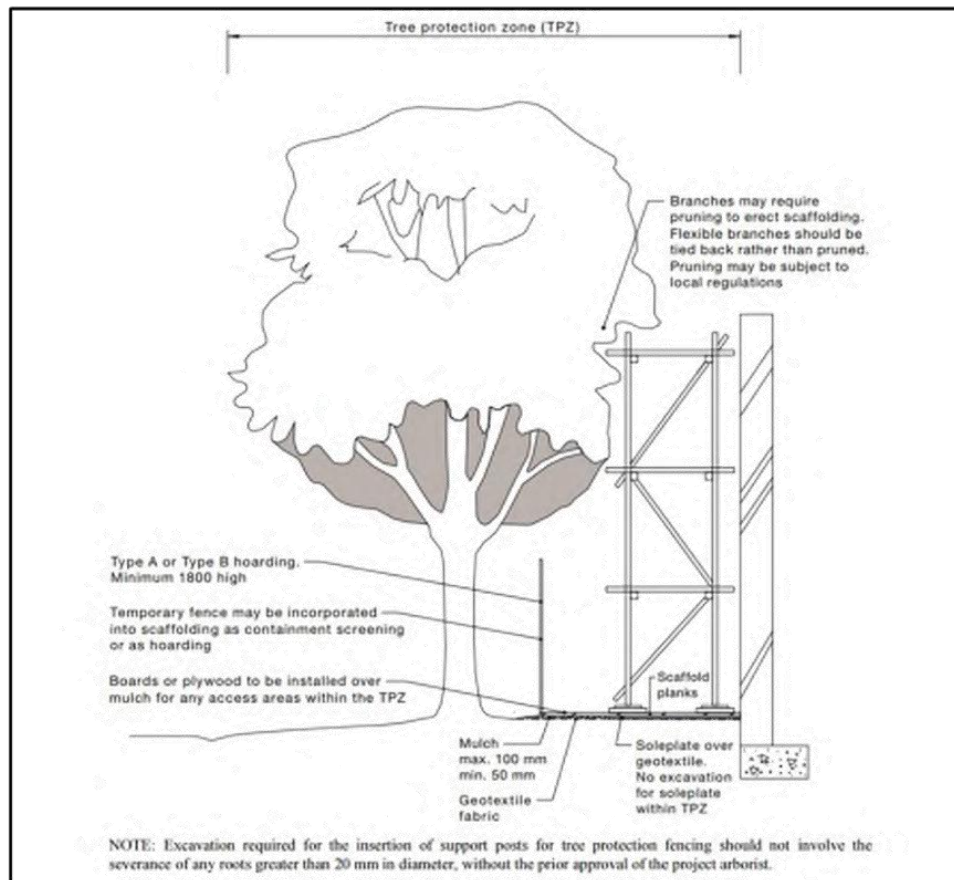 Tree protection zone (TPZ)
Branches may require
pruning to erect scaffolding.
Flexible branches should be
tied back rather than pruned.
Pruning may be subject to
local regulations
Type A or Type B hoarding.
Minimum 1800 high
Temporary fence may be incorporated
into scaffolding as containment screening
or as hoarding
Boards or plywood to be installed over
mulch for any access areas within the TPZ
Scaffold
planks
Mulch
max. 100 mm
min. 50 mm
Geotextile
fabric
Soleplate over
geotextile.
No excavation
for soleplate
within TPZ
NOTE: Excavation required for the insertion of support posts for tree protection fencing should not involve the
severance of any roots greater than 20 mm in diameter, without the prior approval of the project arborist.